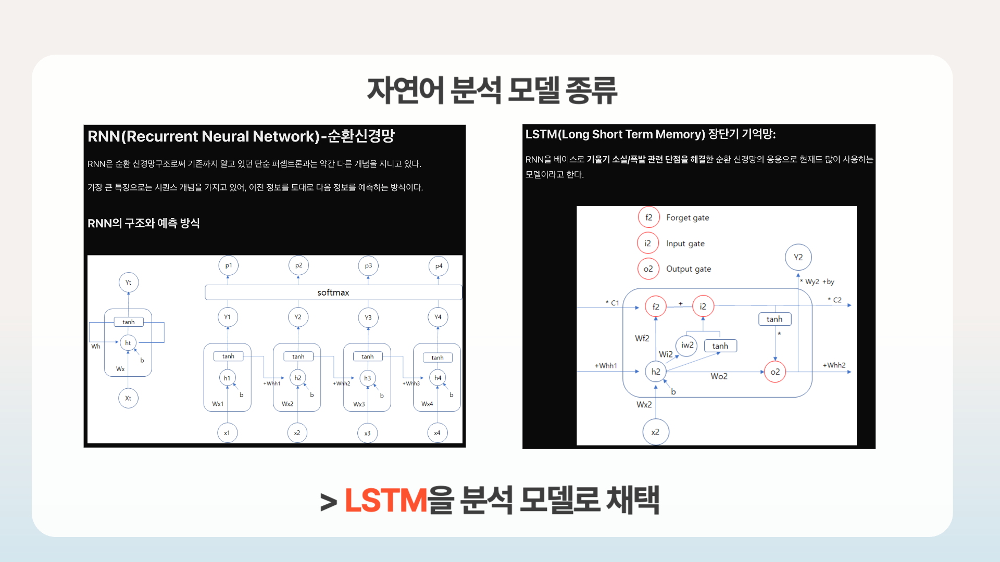 자연어 분석 모델 종류
RNN(Recurrent Neural Network)-순환신경망
RNN은 순환 신경망구조로써 기존까지 알고 있던 단순 퍼셉트론과는 약간 다른 개념을 지니고 있다.
가장 큰 특징으로는 시퀀스 개념을 가지고 있어, 이전 정보를 토대로 다음 정보를 예측하는 방식이다.
RNN의 구조와 예측 방식
Yt
tanh
ht
Wh
b
Wx
Xt
p1 p2 p3 p4
softmax
Y1 Y2 Y3 Y4
tanh tanh tanh tanh
h1 h2 h3 h4
+Whh1 +Whh2 +Whh3
b b b b
Wx1 Wx2 Wx3 Wx4
x1 x2 x3 x4
LSTM(Long Short Term Memory) 장단기 기억망:
RNN을 베이스로 기울기 소실/폭발 관련 단점을 해결한 순환 신경망의 응용으로 현재도 많이 사용하는
모델이라고 한다.
f2 Forget gate
i2 Input gate
o2 Output gate
Y2
* Wy2 +by
* C1
f2 + i2
* C2
tanh
*
Wf2
iw2 tanh
Wi2
+Whh1
h2
Wo2
o2
+Whh2
b
Wx2
x2
> LSTM을 분석 모델로 채택